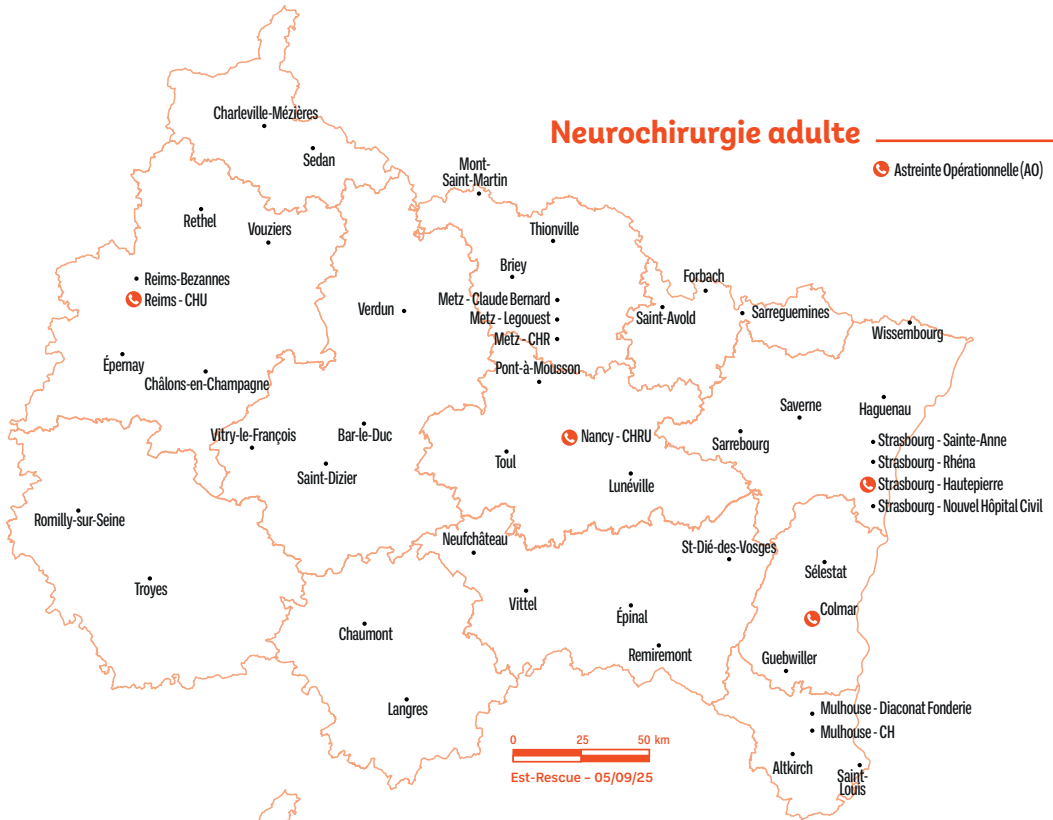 Neurochirurgie adulte
Astreinte Opérationnelle (AO)
Charleville-Mézières
Sedan
Mont-
Saint-Martin
Rethel
Vouziers
Thionville
Briey
Reims-Bezannes
Reims - CHU
Verdun
Metz - Claude Bernard
Metz - Legouest
Metz - CHR
Forbach
Saint-Avold
Sarreguemines
Wissembourg
Épernay
Châlons-en-Champagne
Pont-à-Mousson
Saverne
Haguenau
Vitry-le-François
Bar-le-Duc
Saint-Dizier
Toul
Nancy - CHRU
Lunéville
Sarrebourg
Strasbourg - Sainte-Anne
Strasbourg - Rhéna
Strasbourg - Hautepierre
Strasbourg - Nouvel Hôpital Civil
Romilly-sur-Seine
Troyes
Neufchâteau
St-Dié-des-Vosges
Sélestat
Vittel
Épinal
Colmar
Chaumont
Remiremont
Guebwiller
Langres
Mulhouse - Diaconat Fonderie
Mulhouse - CH
Altkirch
Saint-
Louis
0 25 50 km
Est-Rescue - 05/09/25